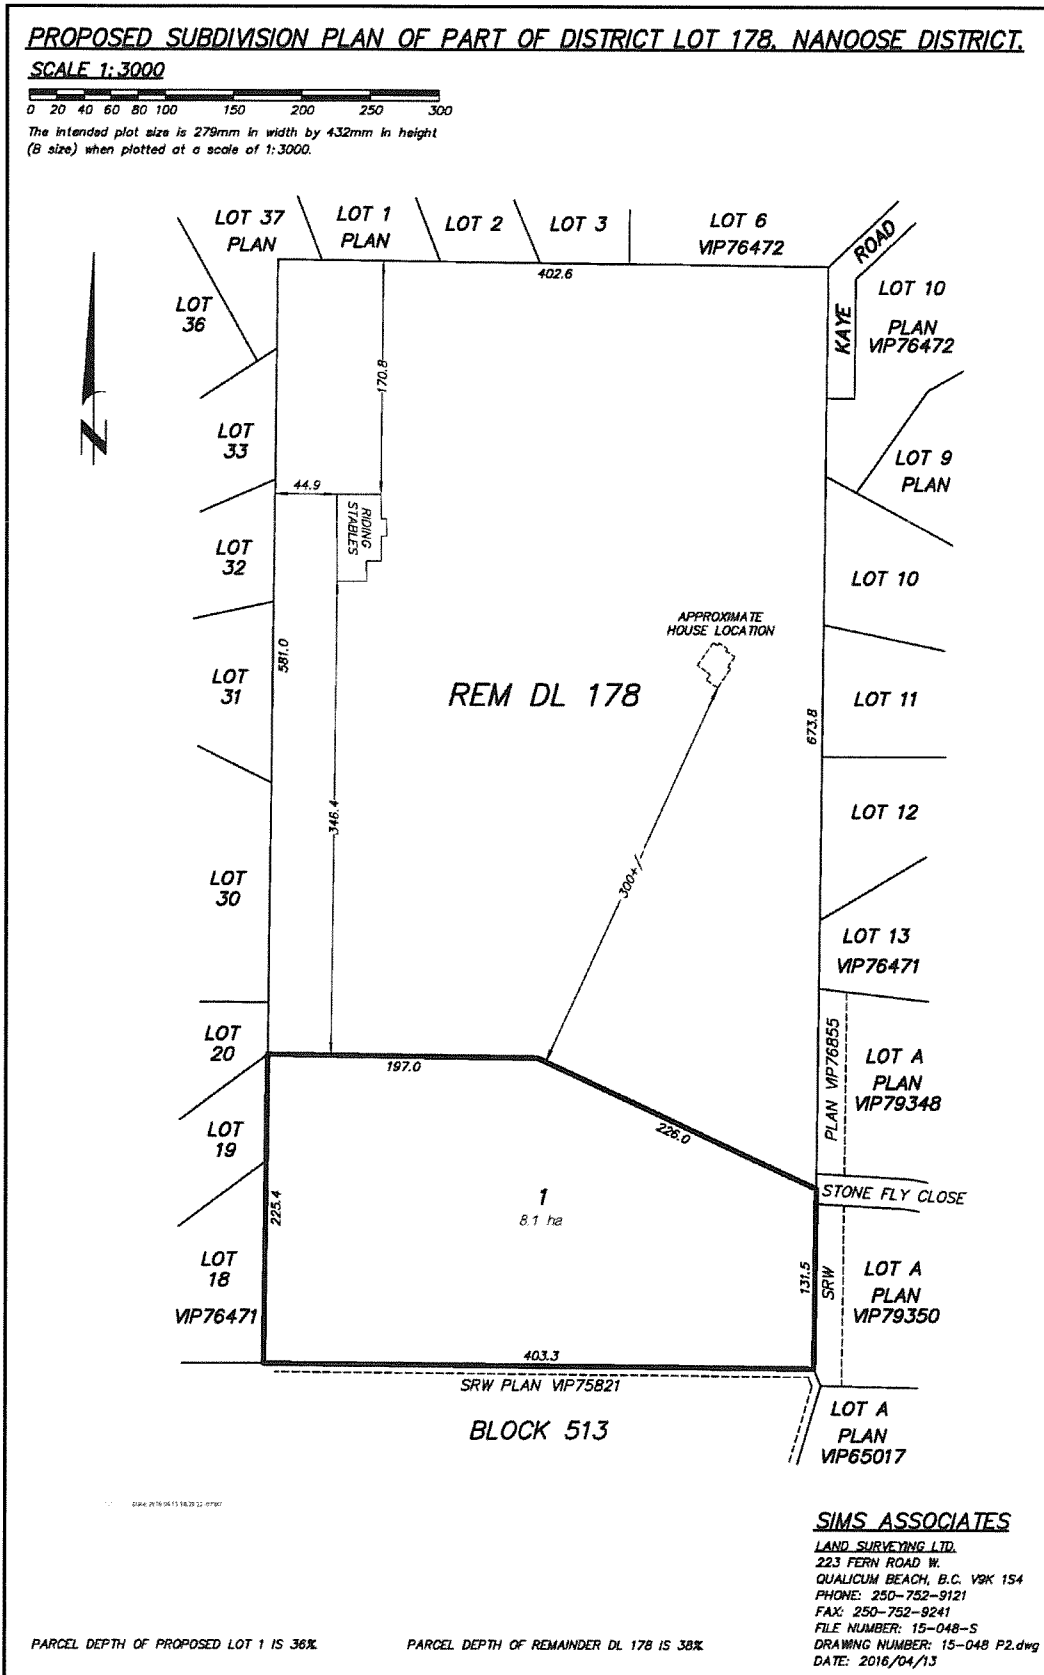 PROPOSED SUBDIVISION PLAN OF PART OF DISTRICT LOT 178, NANOOSE DISTRICT.
SCALE 1:3000
0 20 40 60 80 100 150 200 250 300
The intended plot size is 279mm in width by 432mm in height
(B size) when plotted at a scale of 1:3000.
LOT 37
PLAN
LOT 1
PLAN
LOT 2
LOT 3
LOT 6
VIP76472
KAYE ROAD
402.6
LOT
36
LOT 10
PLAN
VIP76472
N
170.8
LOT
33
LOT 9
PLAN
44.9
RIDING
STABLES
LOT
32
LOT 10
APPROXIMATE
HOUSE LOCATION
581.0
LOT
31
REM DL 178
673.8
LOT 11
346.4
LOT 12
300+/-
LOT
30
LOT 13
VIP76471
LOT
20
197.0
226.0
PLAN VIP76855
LOT A
PLAN
VIP79348
LOT
19
225.4
1
8.1 ha
STONE FLY CLOSE
LOT
18
VIP76471
131.5
SRW
LOT A
PLAN
VIP79350
403.3
SRW PLAN VIP75821
BLOCK 513
LOT A
PLAN
VIP65017
SIMS ASSOCIATES
LAND SURVEYING LTD.
223 FERN ROAD W.
QUALICUM BEACH, B.C. V9K 1S4
PHONE: 250-752-9121
FAX: 250-752-9241
FILE NUMBER: 15-048-S
DRAWING NUMBER: 15-048 P2.dwg
DATE: 2016/04/13
PARCEL DEPTH OF PROPOSED LOT 1 IS 36%
PARCEL DEPTH OF REMAINDER DL 178 IS 38%